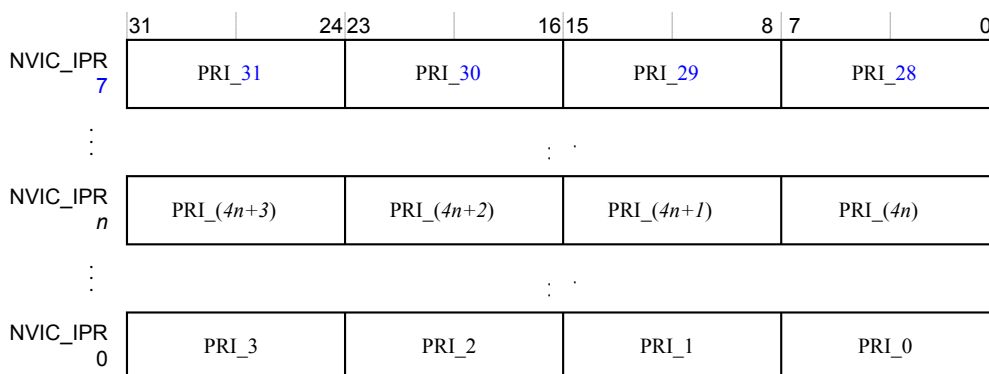 31 24 23 16 15 8 7 0
NVIC_IPR
7
PRI_31 PRI_30 PRI_29 PRI_28
NVIC_IPR
n
PRI_(4n+3) PRI_(4n+2) PRI_(4n+1) PRI_(4n)
NVIC_IPR
0
PRI_3 PRI_2 PRI_1 PRI_0